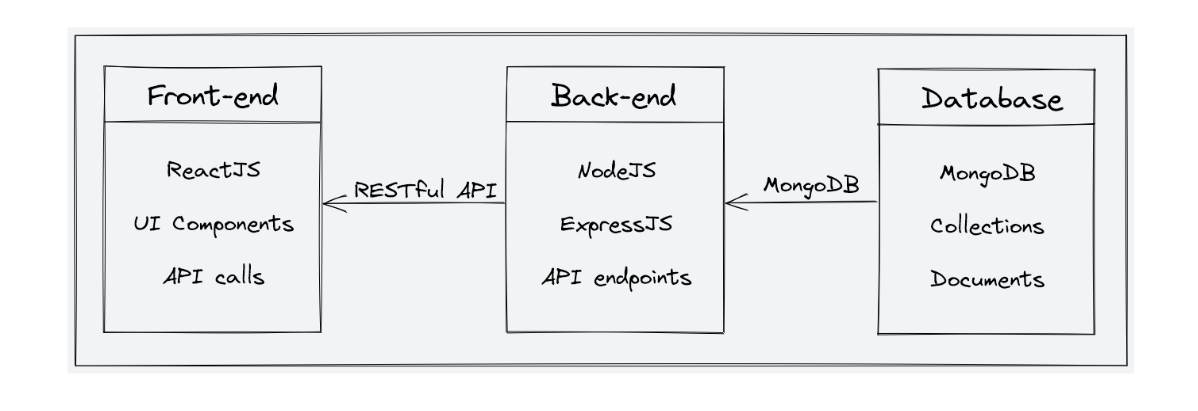 Front-end
ReactJS
UI Components
API calls
RESTful API
Back-end
NodeJS
ExpressJS
API endpoints
MongoDB
Database
MongoDB
Collections
Documents